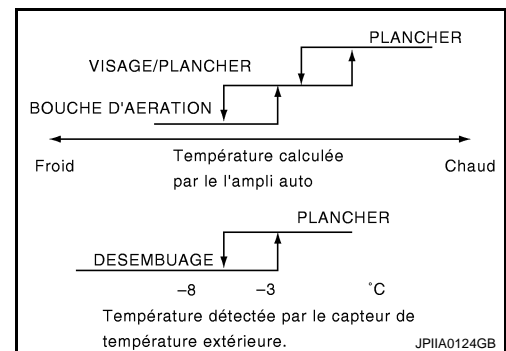 PLANCHER
VISAGE/PLANCHER
BOUCHE D'AERATION
Froid
Température calculée
par le l'ampli auto
Chaud
PLANCHER
DESEMBUAGE
–8 –3 °C
Température détectée par le capteur de
température extérieure.
JPIIA0124GB